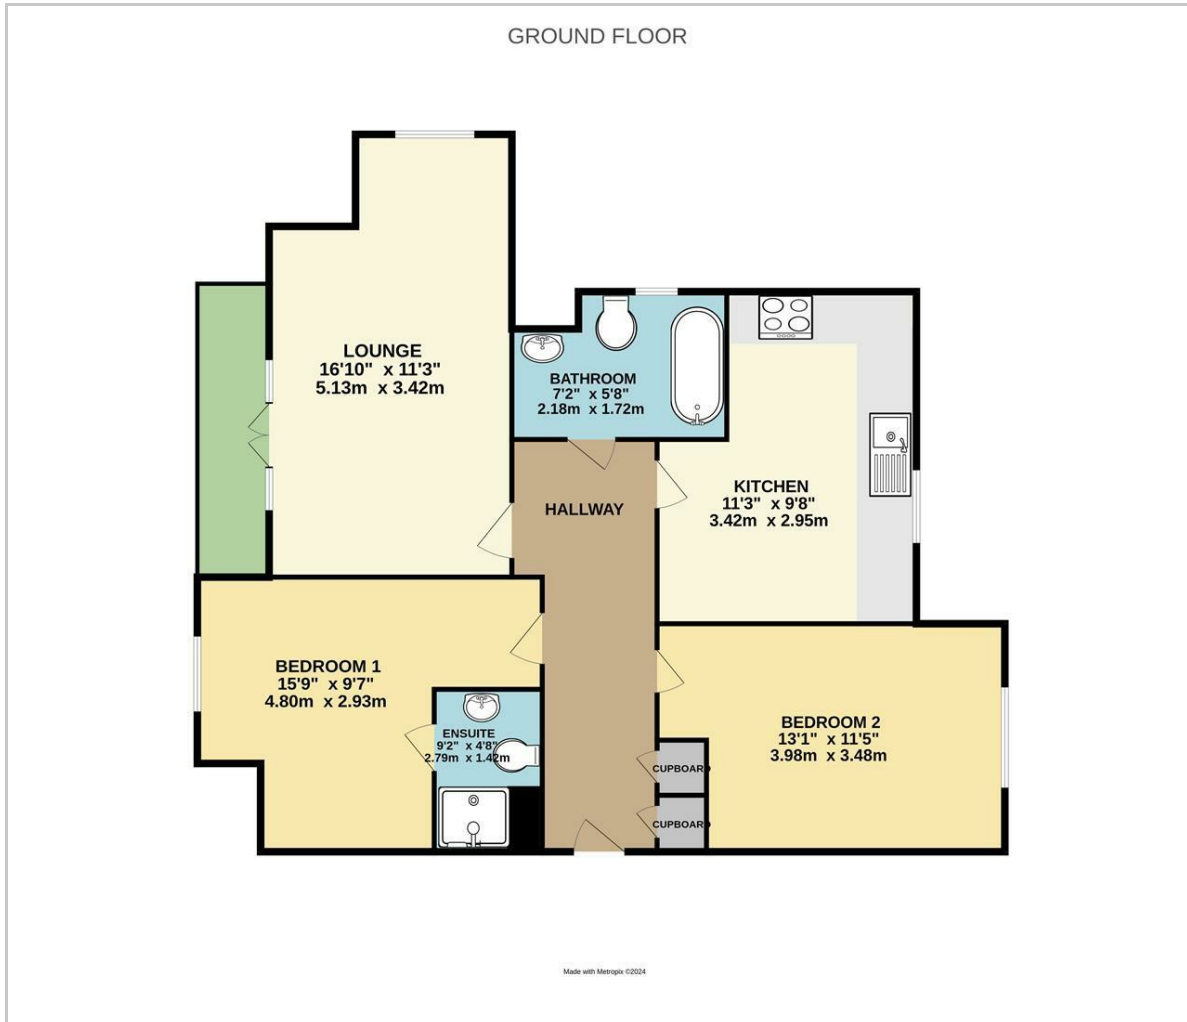 GROUND FLOOR
LOUNGE
16'10" x 11'3"
5.13m x 3.42m
BATHROOM
7'2" x 5'8"
2.18m x 1.72m
KITCHEN
11'3" x 9'8"
3.42m x 2.95m
HALLWAY
BEDROOM 1
15'9" x 9'7"
4.80m x 2.93m
ENSUITE
9'2" x 4'8"
2.79m x 1.42m
BEDROOM 2
13'1" x 11'5"
3.98m x 3.48m
CUPBOARD
CUPBOARD
Made with Metropix ©2024